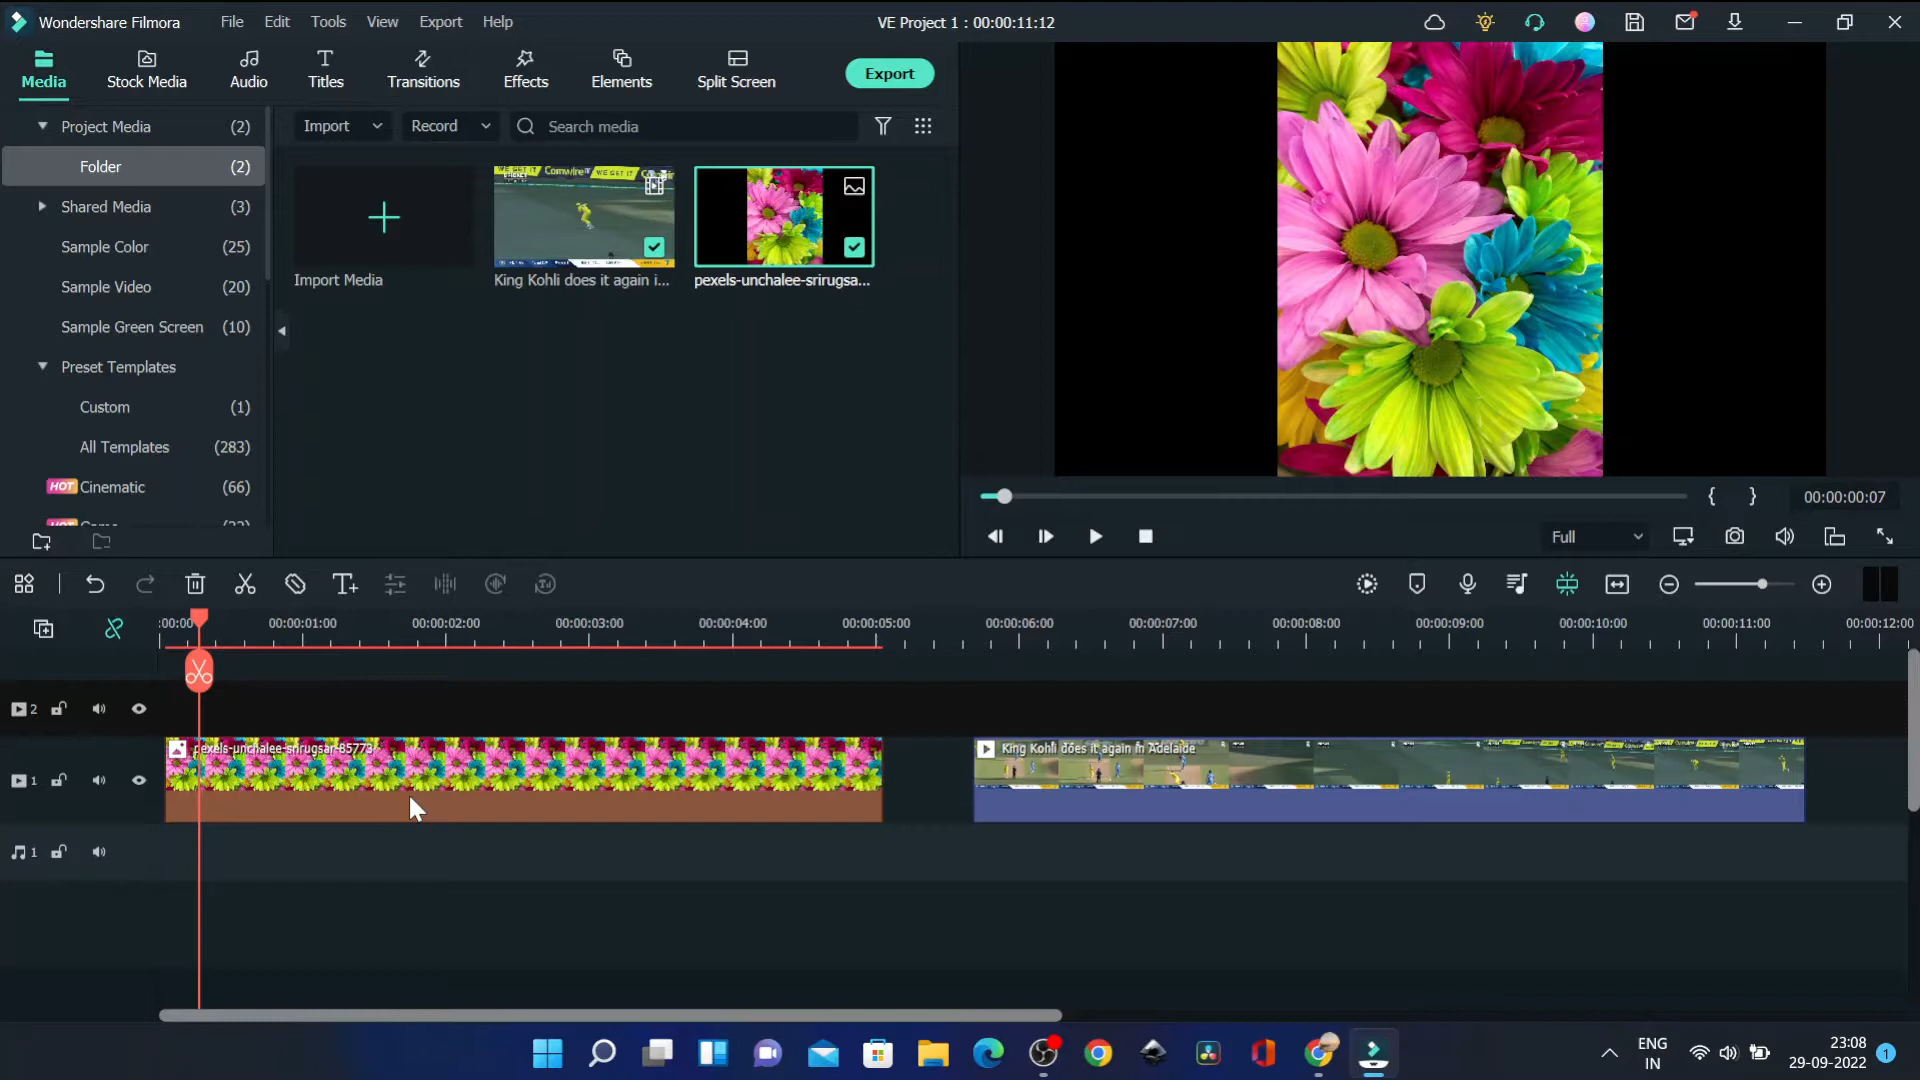 Wondershare Filmora
File Edit Tools View Export Help
VE Project 1 : 00:00:11:12
Media Stock Media Audio Titles Transitions Effects Elements Split Screen
Export
Project Media (2)
Folder (2)
Shared Media (3)
Sample Color (25)
Sample Video (20)
Sample Green Screen (10)
Preset Templates
Custom (1)
All Templates (283)
HOT Cinematic (66)
Import Record Search media
WE GET IT Comwire WE GET IT
Import Media
King Kohli does it again i...
pexels-unchalee-srirugsa...
00:00:00:07
Full
:00:00 00:00:01:00 00:00:02:00 00:00:03:00 00:00:04:00 00:00:05:00 00:00:06:00 00:00:07:00 00:00:08:00 00:00:09:00 00:00:10:00 00:00:11:00 00:00:12:00
2
pexels-unchalee-srirugsar-85773
King Kohli does it again in Adelaide
1
1
ENG
IN
23:08
29-09-2022
1